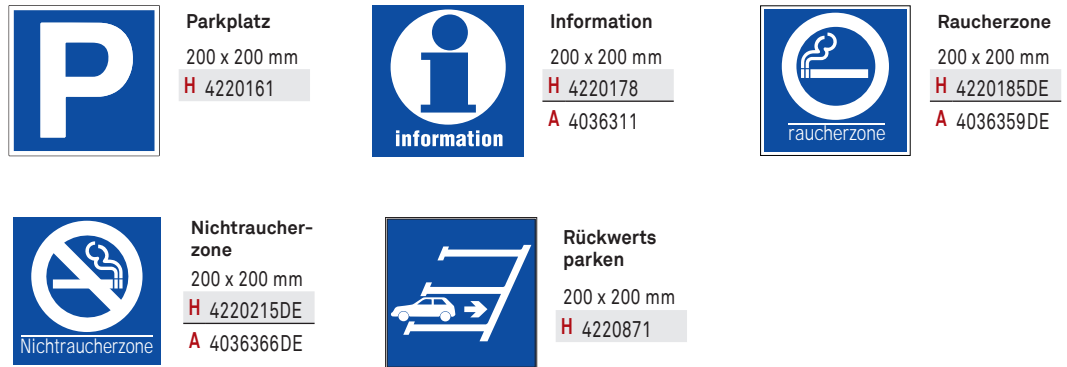 P
Parkplatz
200 x 200 mm
H 4220161
information
Information
200 x 200 mm
H 4220178
A 4036311
raucherzone
Raucherzone
200 x 200 mm
H 4220185DE
A 4036359DE
Nichtraucherzone
Nichtraucher-
zone
200 x 200 mm
H 4220215DE
A 4036366DE
Rückwerts
parken
200 x 200 mm
H 4220871